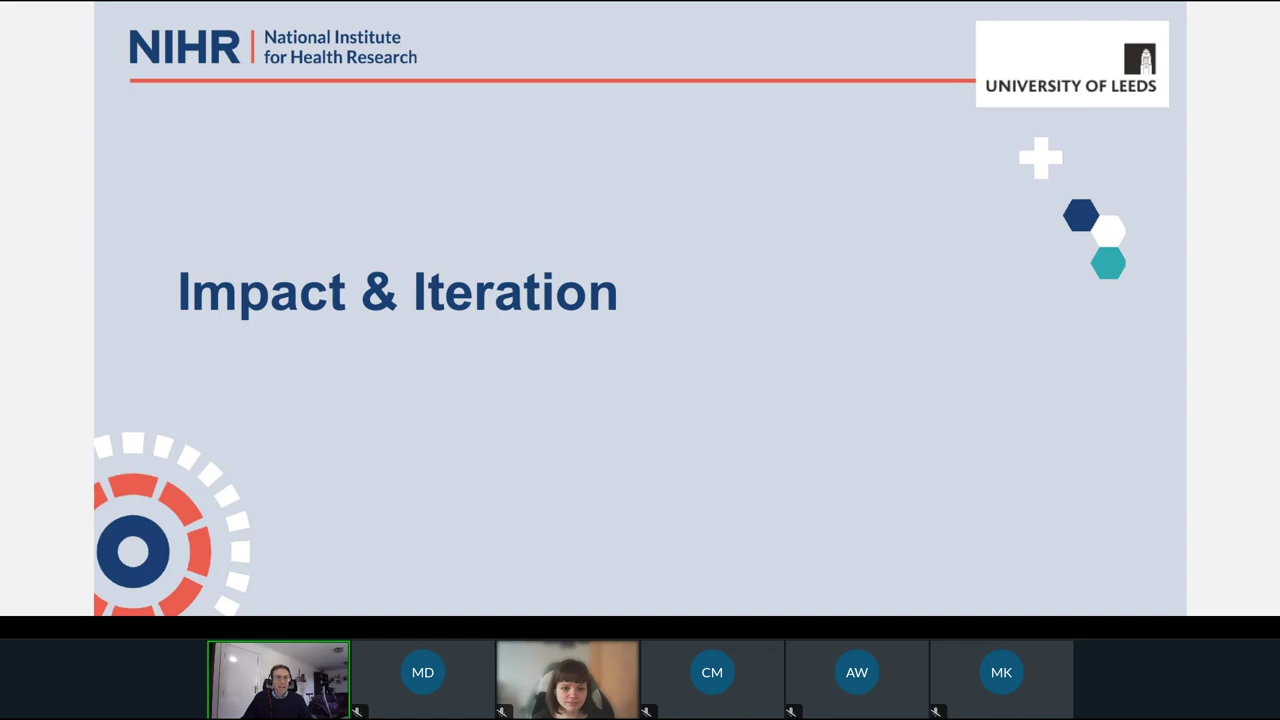 NIHR
National Institute
for Health Research
UNIVERSITY OF LEEDS
Impact & Iteration
MD
CM
AW
MK